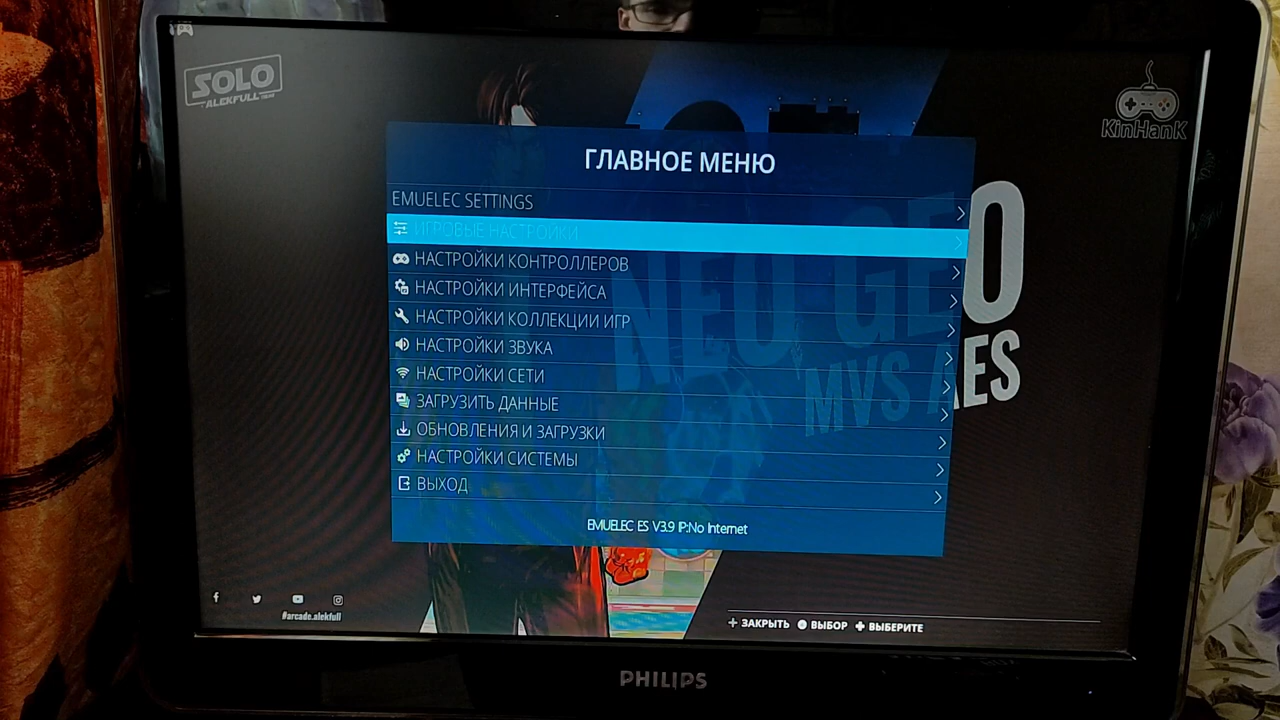 SOLO
ALEKFULL
KinHanK
ГЛАВНОЕ МЕНЮ
EMUELEC SETTINGS
ИГРОВЫЕ НАСТРОЙКИ
НАСТРОЙКИ КОНТРОЛЛЕРОВ
НАСТРОЙКИ ИНТЕРФЕЙСА
НАСТРОЙКИ КОЛЛЕКЦИИ ИГР
НАСТРОЙКИ ЗВУКА
НАСТРОЙКИ СЕТИ
ЗАГРУЗИТЬ ДАННЫЕ
ОБНОВЛЕНИЯ И ЗАГРУЗКИ
НАСТРОЙКИ СИСТЕМЫ
ВЫХОД
EMUELEC ES V3.9 IP:No Internet
NEO GEO
MVS AES
#arcade.alekfull
ЗАКРЫТЬ ВЫБОР ВЫБЕРИТЕ
PHILIPS